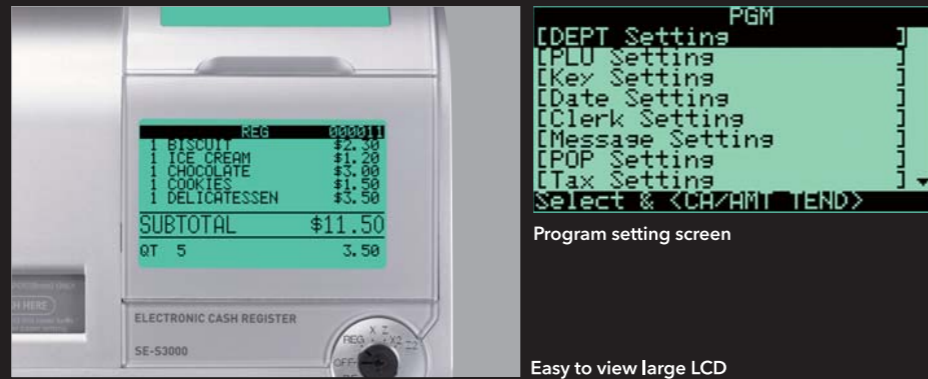 REG 000011
1 BISCUIT $2.30
1 ICE CREAM $1.20
1 CHOCOLATE $3.00
1 COOKIES $1.50
1 DELICATESSEN $3.50
SUBTOTAL $11.50
QT 5 3.50
H HERE
ELECTRONIC CASH REGISTER
SE-S3000
X Z
REG X2 Z2
OFF
PGM
[DEPT Setting ]
[PLU Setting ]
[Key Setting ]
[Date Setting ]
[Clerk Setting ]
[Message Setting ]
[POP Setting ]
[Tax Setting ]
Select & <CA/AMT TEND>
Program setting screen
Easy to view large LCD